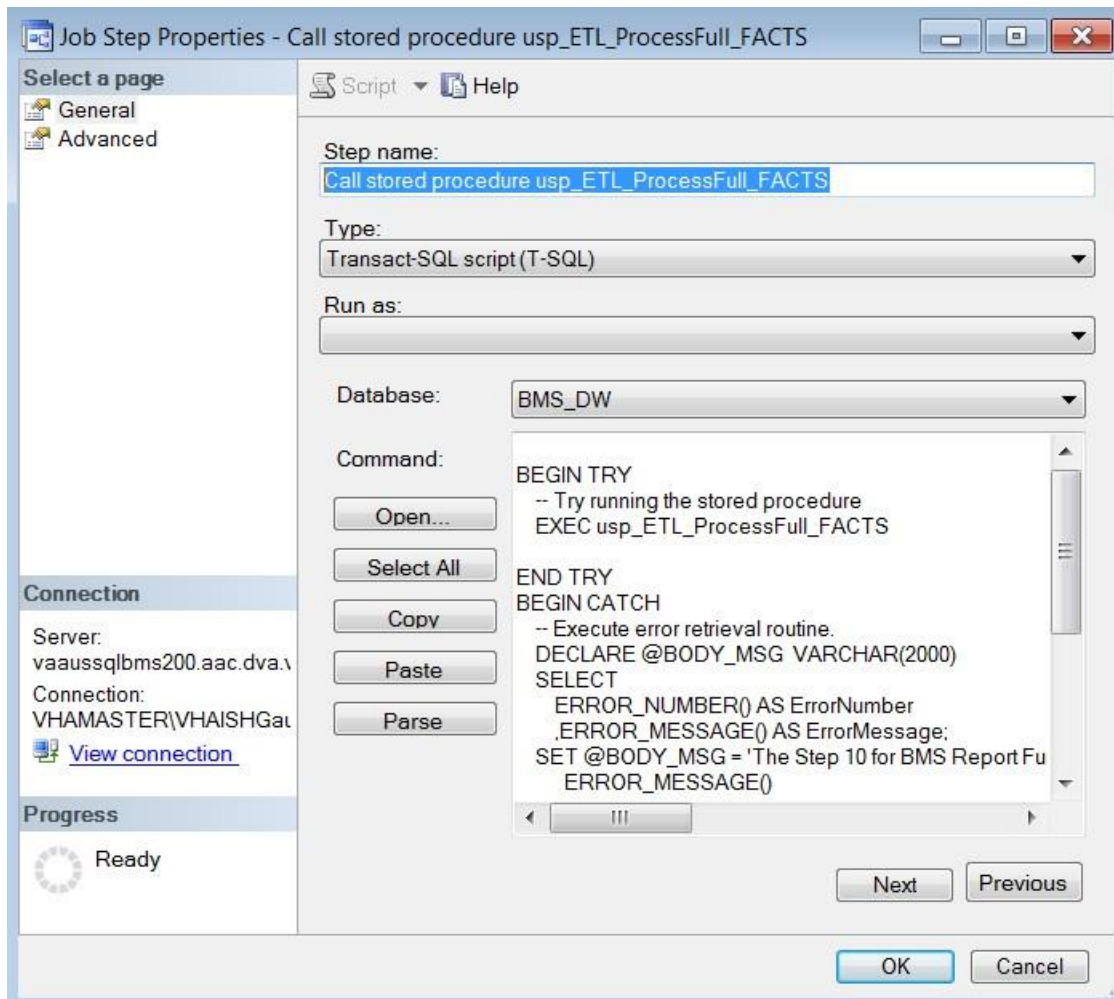 Job Step Properties - Call stored procedure usp_ETL_ProcessFull_FACTS
Select a page
General
Advanced
Script
Help
Step name:
Call stored procedure usp_ETL_ProcessFull_FACTS
Type:
Transact-SQL script (T-SQL)
Run as:
Database:
BMS_DW
Command:
Open...
Select All
Copy
Paste
Parse
BEGIN TRY
-- Try running the stored procedure
EXEC usp_ETL_ProcessFull_FACTS
END TRY
BEGIN CATCH
-- Execute error retrieval routine.
DECLARE @BODY_MSG VARCHAR(2000)
SELECT
ERROR_NUMBER() AS ErrorNumber
,ERROR_MESSAGE() AS ErrorMessage;
SET @BODY_MSG = 'The Step 10 for BMS Report Fu
ERROR_MESSAGE()
Connection
Server:
vaaussqlbms200.aac.dva.v
Connection:
VHAMASTER\VHAISHGau
View connection
Progress
Ready
Next
Previous
OK
Cancel